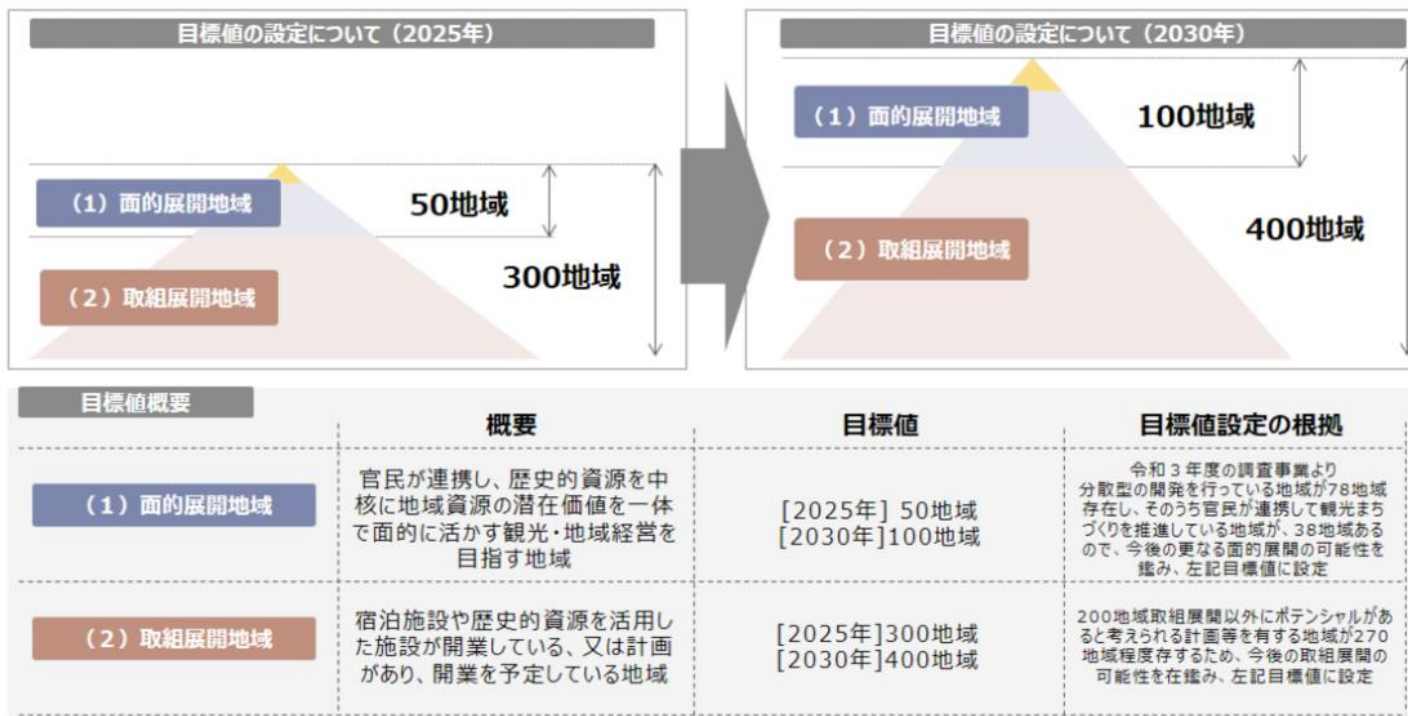 目標値の設定について（2025年）
（1）面的展開地域
50地域
（2）取組展開地域
300地域
目標値の設定について（2030年）
（1）面的展開地域
100地域
（2）取組展開地域
400地域
目標値概要
概要
目標値
目標値設定の根拠
（1）面的展開地域
官民が連携し、歴史的資源を中
核に地域資源の潜在価値を一体
で面的に活かす観光・地域経営を
目指す地域
[2025年] 50地域
[2030年]100地域
令和３年度の調査事業より
分散型の開発を行っている地域が78地域
存在し、そのうち官民が連携して観光まち
づくりを推進している地域が、38地域ある
ので、今後の更なる面的展開の可能性を
鑑み、左記目標値に設定
（2）取組展開地域
宿泊施設や歴史的資源を活用し
た施設が開業している、又は計画
があり、開業を予定している地域
[2025年]300地域
[2030年]400地域
200地域取組展開以外にポテンシャルがあ
ると考えられる計画等を有する地域が270
地域程度存するため、今後の取組展開の
可能性を在鑑み、左記目標値に設定